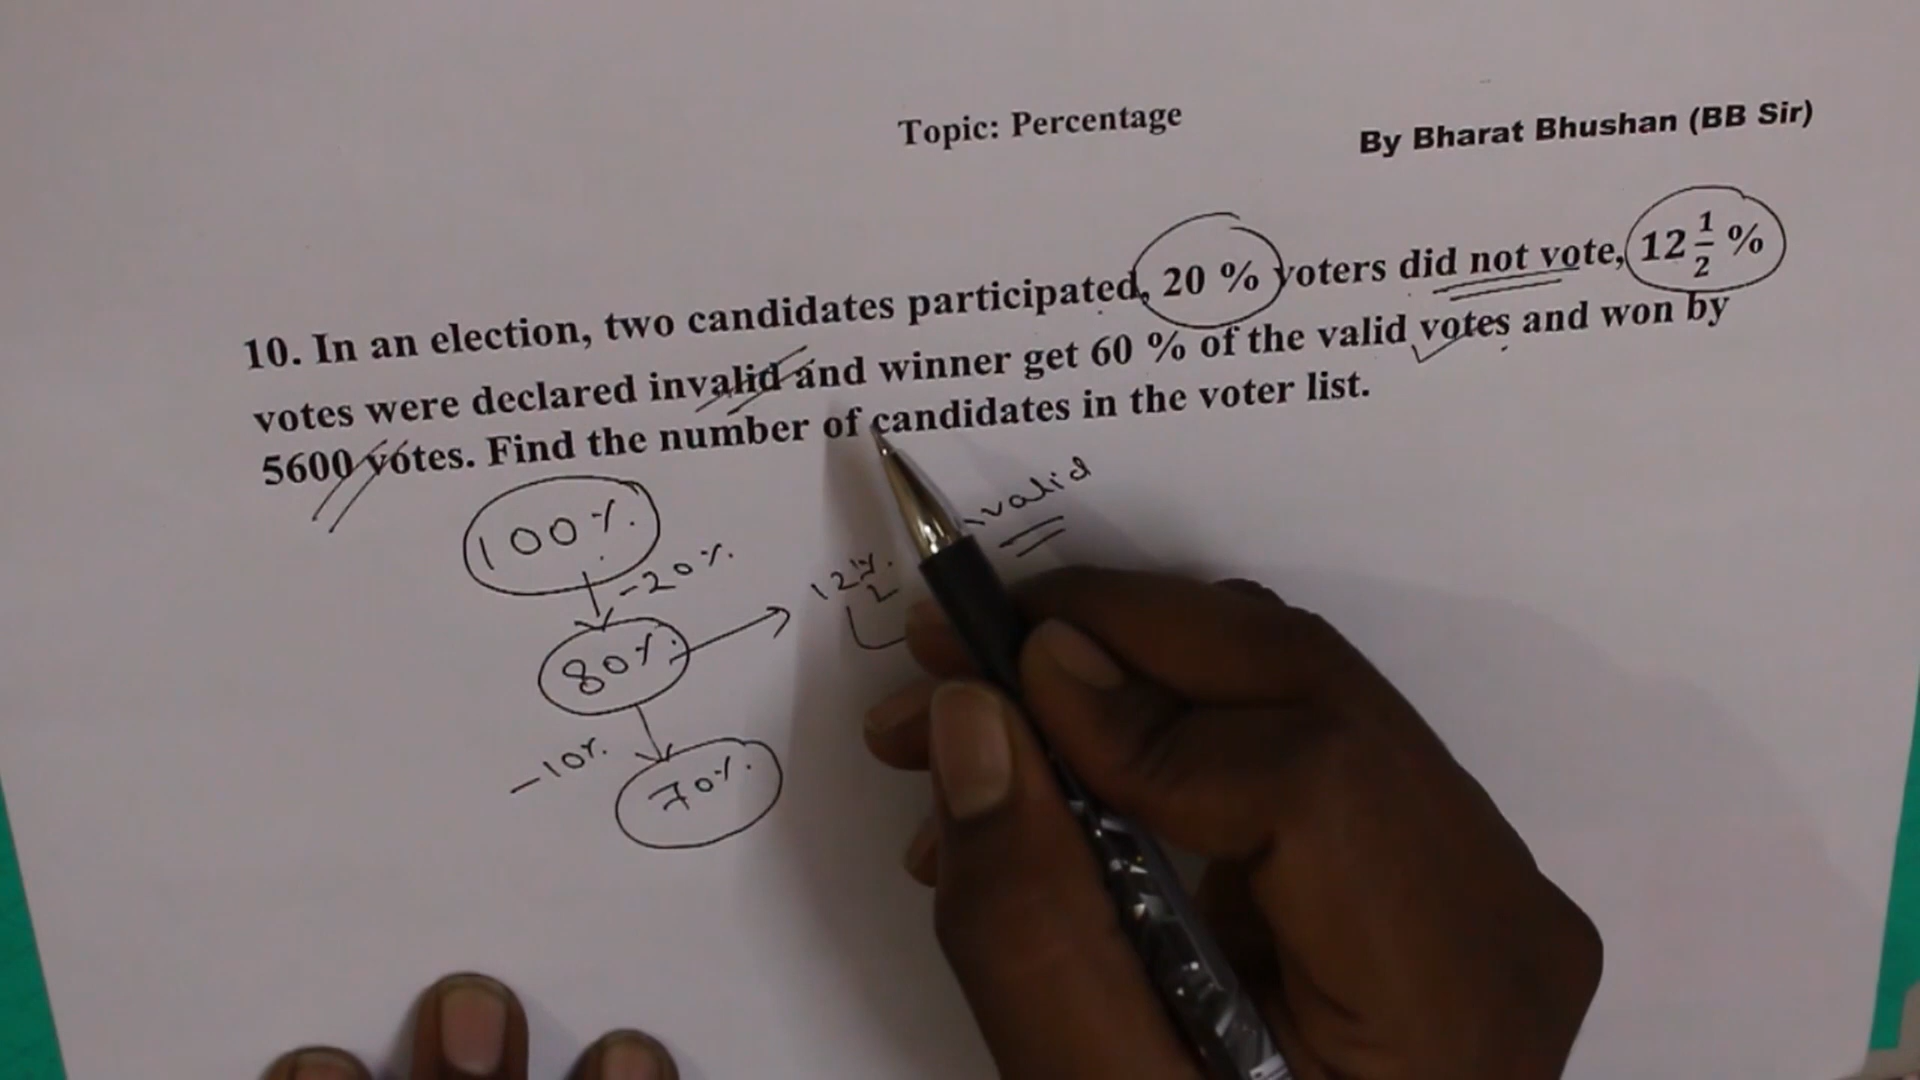 Topic: Percentage
By Bharat Bhushan (BB Sir)
10. In an election, two candidates participated, 20 % voters did not vote, 12 1/2 %
votes were declared invalid and winner get 60 % of the valid votes and won by
5600 votes. Find the number of candidates in the voter list.
100%
-20%
80%
12 1/2 %
-10%
70%